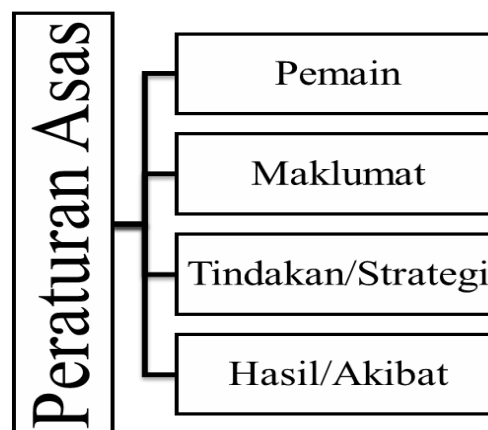 Peraturan Asas
Pemain
Maklumat
Tindakan/Strategi
Hasil/Akibat